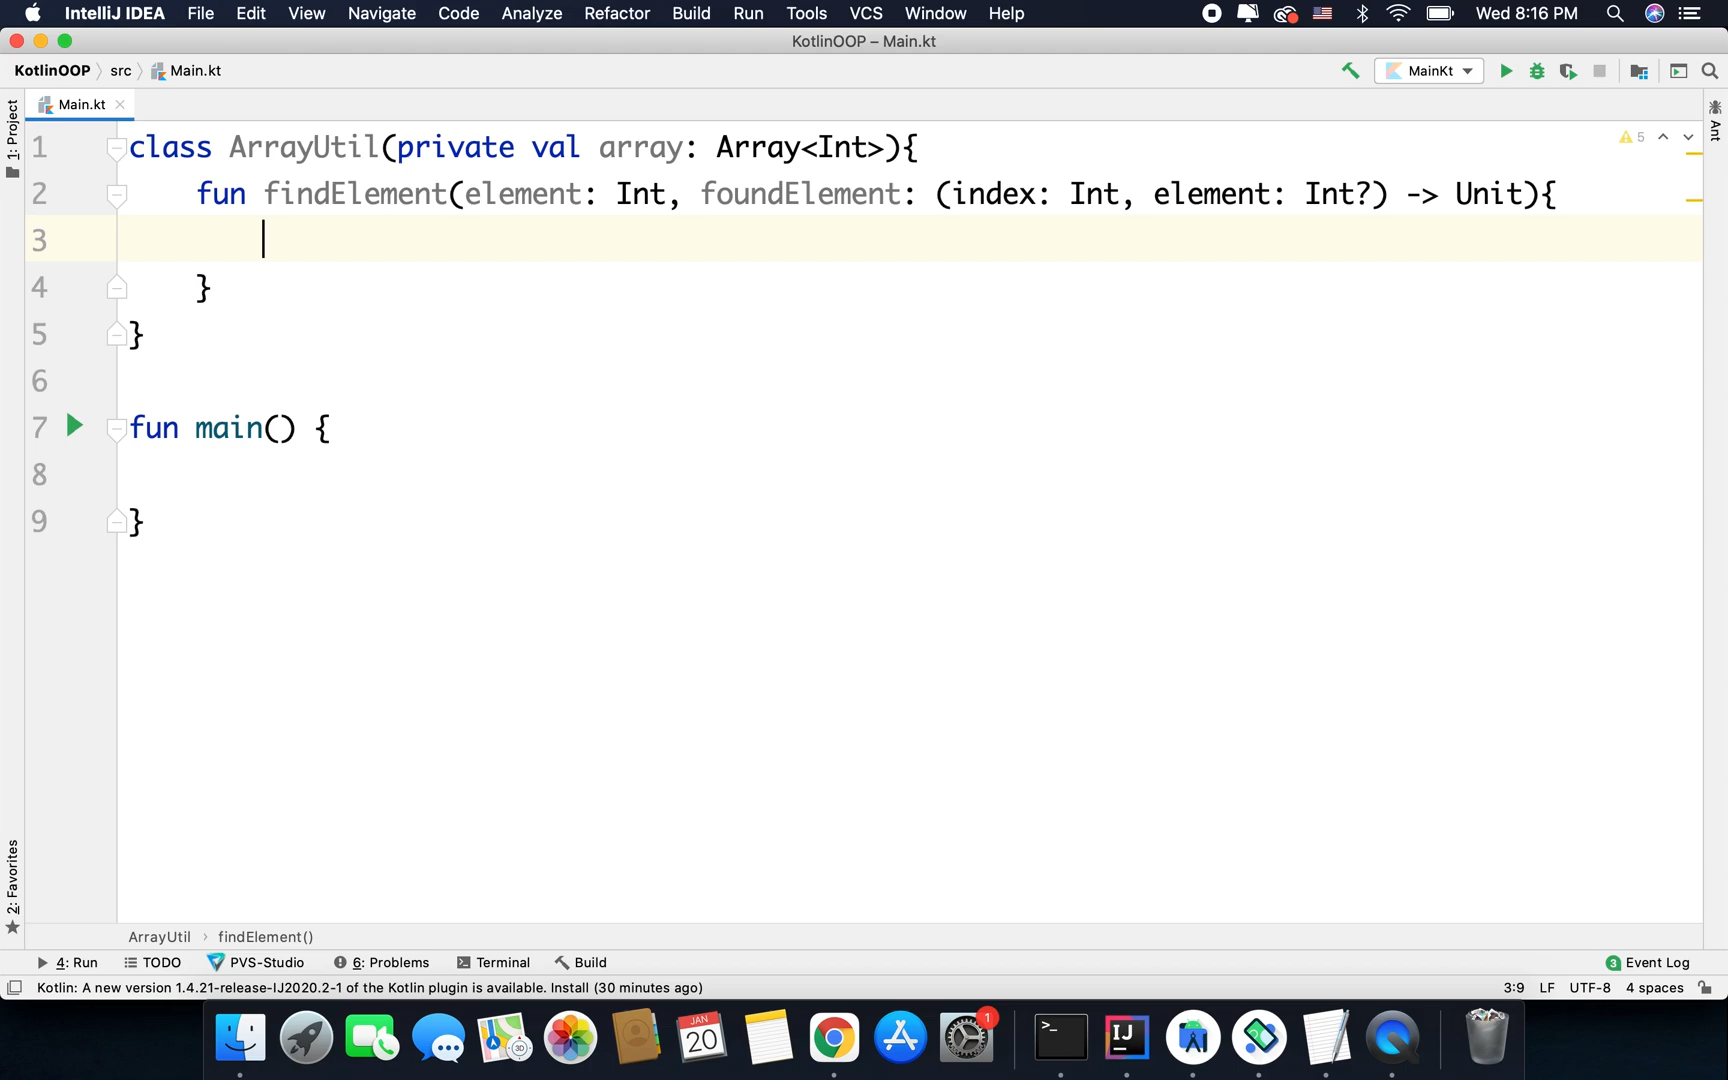 IntelliJ IDEA File Edit View Navigate Code Analyze Refactor Build Run Tools VCS Window Help Wed 8:16 PM
KotlinOOP – Main.kt
KotlinOOP src Main.kt MainKt
Main.kt
1: Project
Ant
1 class ArrayUtil(private val array: Array<Int>){ 5
2 fun findElement(element: Int, foundElement: (index: Int, element: Int?) -> Unit){
3
4 }
5 }
6
7 fun main() {
8
9 }
2: Favorites
ArrayUtil › findElement()
4: Run TODO PVS-Studio 6: Problems Terminal Build 3 Event Log
Kotlin: A new version 1.4.21-release-IJ2020.2-1 of the Kotlin plugin is available. Install (30 minutes ago) 3:9 LF UTF-8 4 spaces
JAN
20
3D
1
>_
IJ